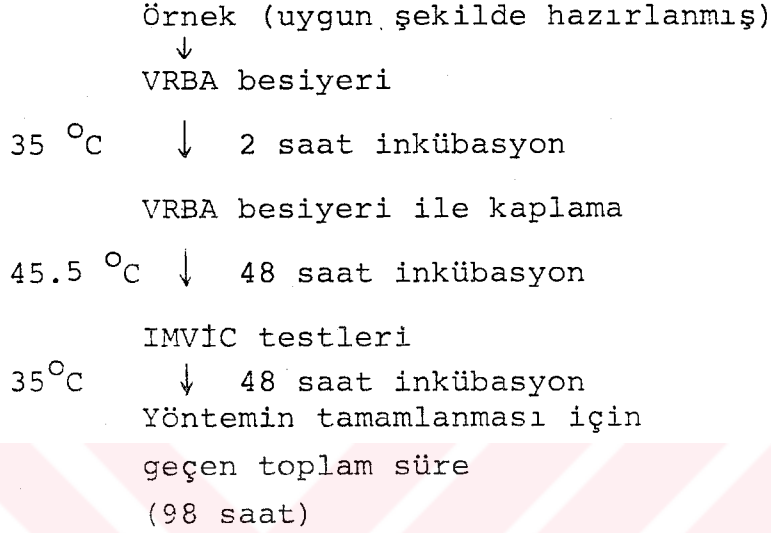 Örnek (uygun şekilde hazırlanmış)
↓
VRBA besiyeri
35 °C ↓ 2 saat inkübasyon
VRBA besiyeri ile kaplama
45.5 °C ↓ 48 saat inkübasyon
IMVİC testleri
35°C ↓ 48 saat inkübasyon
Yöntemin tamamlanması için
geçen toplam süre
(98 saat)